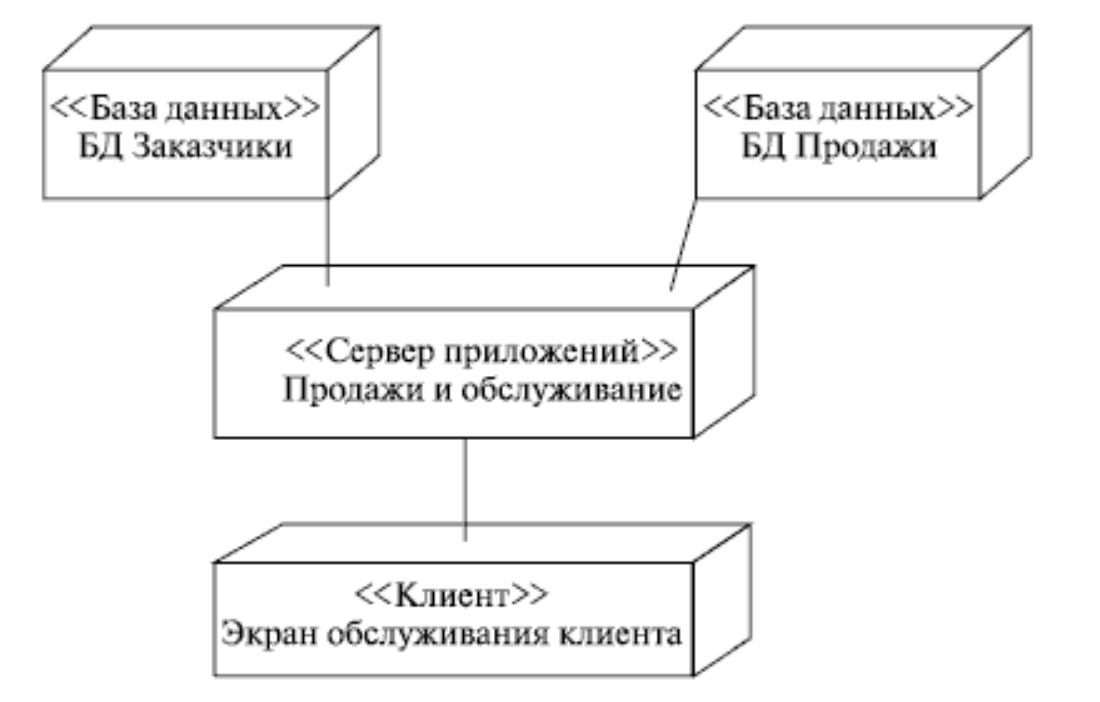 <<База данных>>
БД Заказчики
<<База данных>>
БД Продажи
<<Сервер приложений>>
Продажи и обслуживание
<<Клиент>>
Экран обслуживания клиента